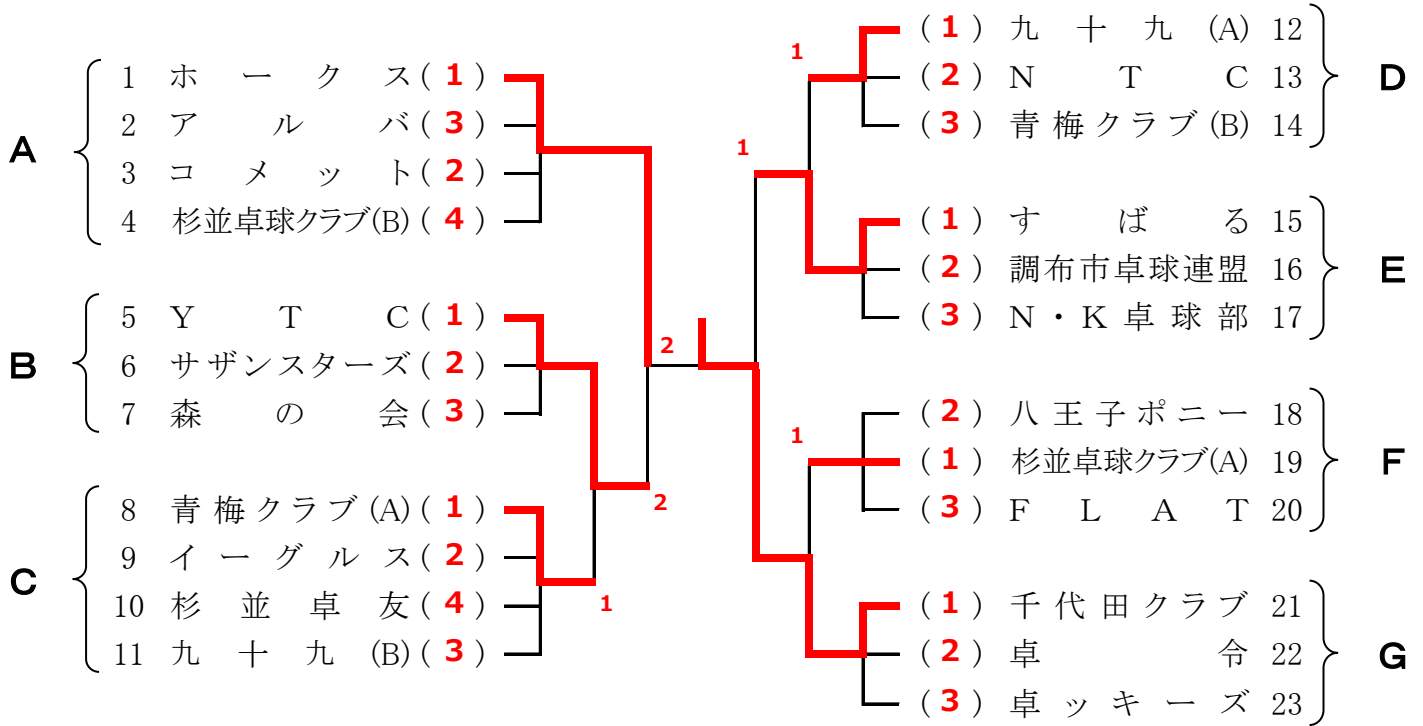 A
1 ホークス(1)
2 アルバ(3)
3 コメット(2)
4 杉並卓球クラブ(B)(4)
B
5 YTC(1)
6 サザンスターズ(2)
7 森の会(3)
C
8 青梅クラブ(A)(1)
9 イーグルス(2)
10 杉並卓友(4)
11 九十九(B)(3)
2
2
1
1
1
1
(1)九十九(A) 12
(2)NTC 13
(3)青梅クラブ(B) 14
D
(1)すばる 15
(2)調布市卓球連盟 16
(3)N・K卓球部 17
E
(2)八王子ポニー 18
(1)杉並卓球クラブ(A) 19
(3)FLAT 20
F
(1)千代田クラブ 21
(2)卓令 22
(3)卓ッキーズ 23
G